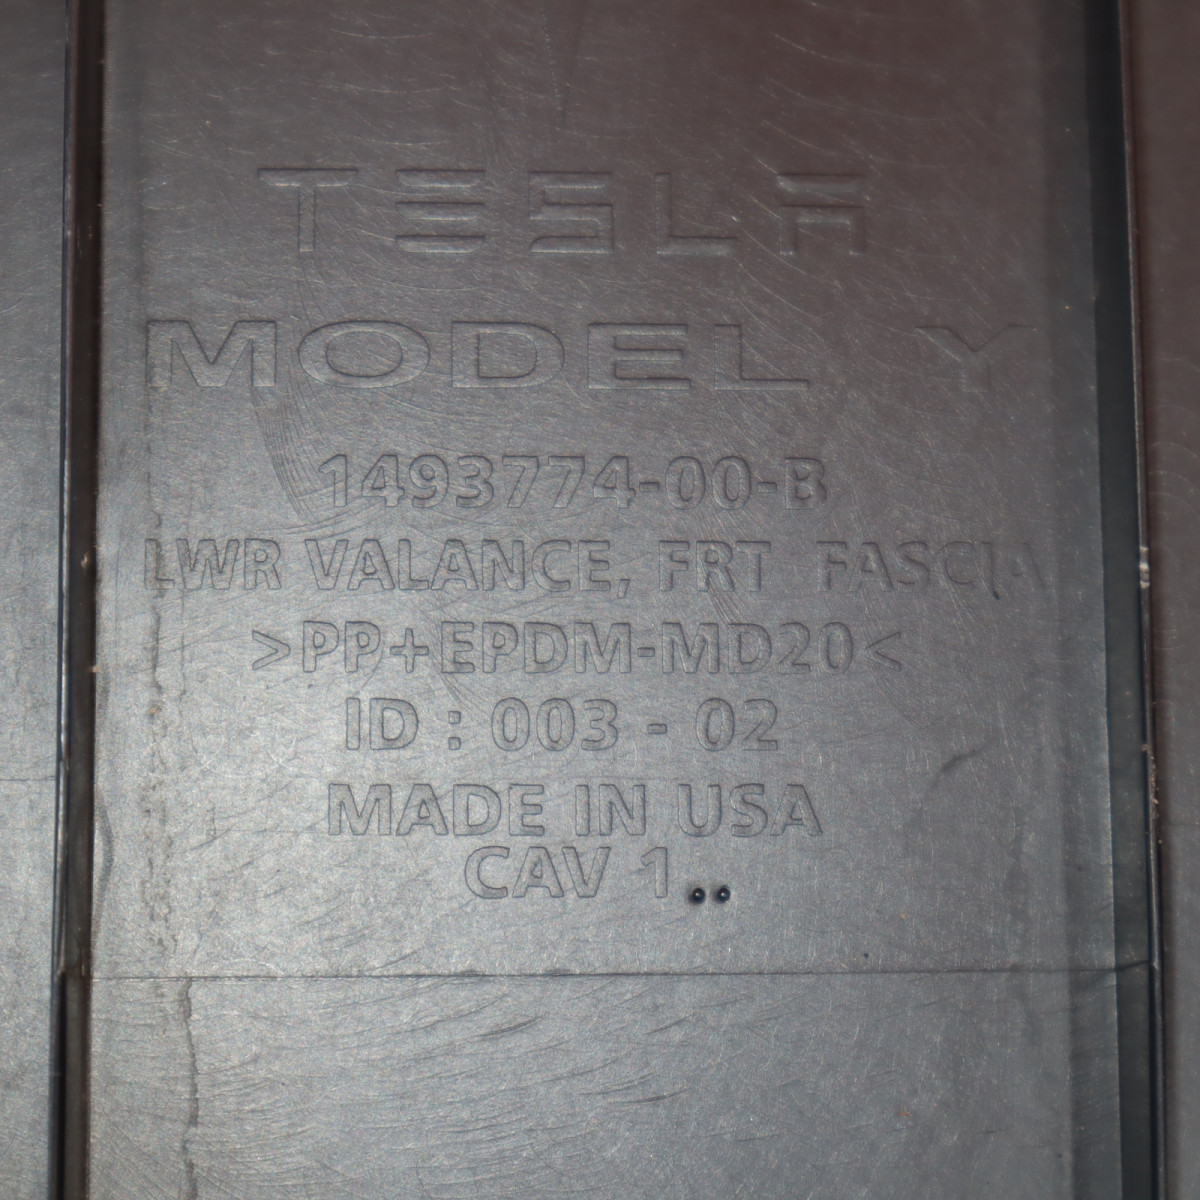 TESLA
MODEL Y
1493774-00-B
LWR VALANCE, FRT FASCIA
>PP+EPDM-MD20<
ID : 003 - 02
MADE IN USA
CAV 1